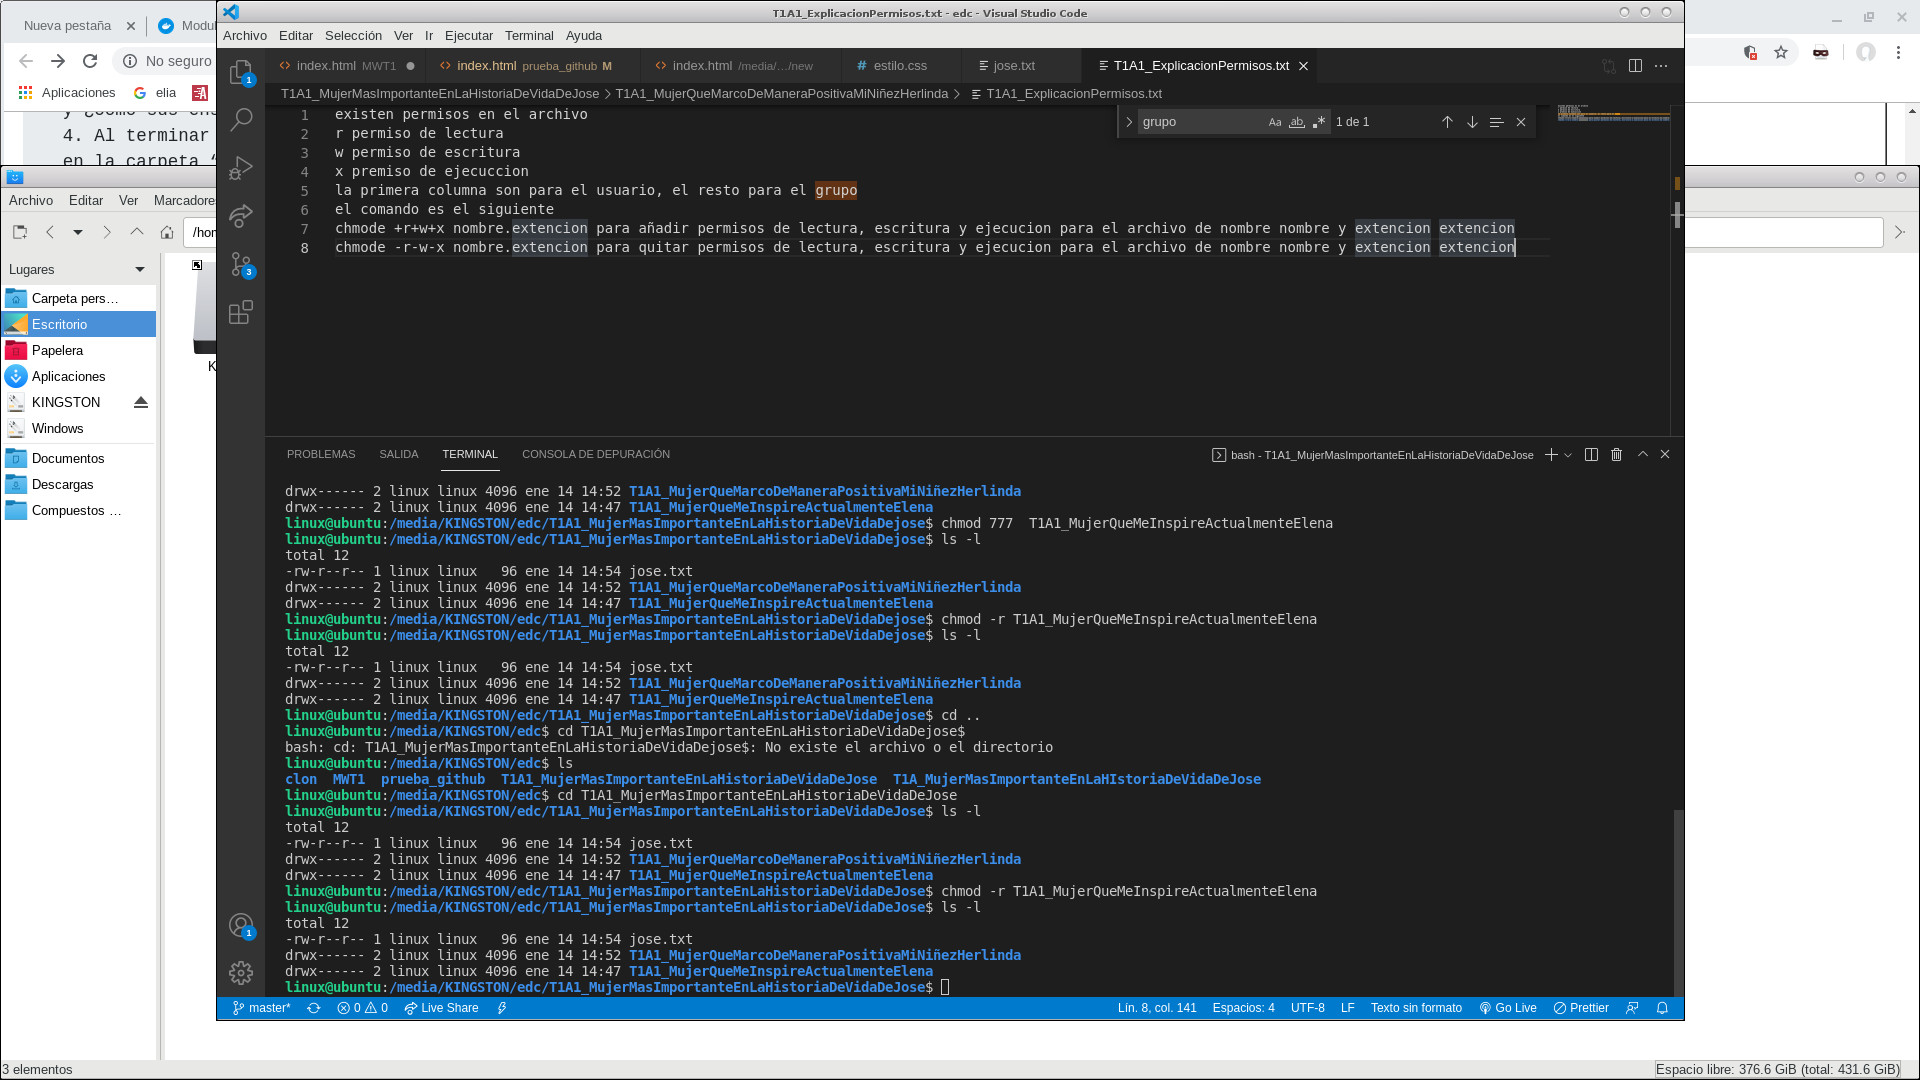 Nueva pestaña
Modul
No seguro
Aplicaciones
elia
4. Al terminar
en la carpeta “
T1A1_ExplicacionPermisos.txt - edc - Visual Studio Code
Archivo Editar Selección Ver Ir Ejecutar Terminal Ayuda
index.html MWT1
index.html prueba_github M
index.html /media/.../new
estilo.css
jose.txt
T1A1_ExplicacionPermisos.txt
T1A1_MujerMasImportanteEnLaHistoriaDeVidaDeJose > T1A1_MujerQueMarcoDeManeraPositivaMiNiñezHerlinda > T1A1_ExplicacionPermisos.txt
grupo Aa ab 1 de 1
1 existen permisos en el archivo
2 r permiso de lectura
3 w permiso de escritura
4 x premiso de ejecuccion
5 la primera columna son para el usuario, el resto para el grupo
6 el comando es el siguiente
7 chmode +r+w+x nombre.extencion para añadir permisos de lectura, escritura y ejecucion para el archivo de nombre nombre y extencion extencion
8 chmode -r-w-x nombre.extencion para quitar permisos de lectura, escritura y ejecucion para el archivo de nombre nombre y extencion extencion
1
3
1
Archivo Editar Ver Marcadores
/hor
Lugares
Carpeta pers...
Escritorio
Papelera
Aplicaciones
KINGSTON
Windows
Documentos
Descargas
Compuestos ...
K
PROBLEMAS SALIDA TERMINAL CONSOLA DE DEPURACIÓN
bash - T1A1_MujerMasImportanteEnLaHistoriaDeVidaDeJose
drwx------ 2 linux linux 4096 ene 14 14:52 T1A1_MujerQueMarcoDeManeraPositivaMiNiñezHerlinda
drwx------ 2 linux linux 4096 ene 14 14:47 T1A1_MujerQueMeInspireActualmenteElena
linux@ubuntu:/media/KINGSTON/edc/T1A1_MujerMasImportanteEnLaHistoriaDeVidaDejose$ chmod 777  T1A1_MujerQueMeInspireActualmenteElena
linux@ubuntu:/media/KINGSTON/edc/T1A1_MujerMasImportanteEnLaHistoriaDeVidaDejose$ ls -l
total 12
-rw-r--r-- 1 linux linux   96 ene 14 14:54 jose.txt
drwx------ 2 linux linux 4096 ene 14 14:52 T1A1_MujerQueMarcoDeManeraPositivaMiNiñezHerlinda
drwx------ 2 linux linux 4096 ene 14 14:47 T1A1_MujerQueMeInspireActualmenteElena
linux@ubuntu:/media/KINGSTON/edc/T1A1_MujerMasImportanteEnLaHistoriaDeVidaDejose$ chmod -r T1A1_MujerQueMeInspireActualmenteElena
linux@ubuntu:/media/KINGSTON/edc/T1A1_MujerMasImportanteEnLaHistoriaDeVidaDejose$ ls -l
total 12
-rw-r--r-- 1 linux linux   96 ene 14 14:54 jose.txt
drwx------ 2 linux linux 4096 ene 14 14:52 T1A1_MujerQueMarcoDeManeraPositivaMiNiñezHerlinda
drwx------ 2 linux linux 4096 ene 14 14:47 T1A1_MujerQueMeInspireActualmenteElena
linux@ubuntu:/media/KINGSTON/edc/T1A1_MujerMasImportanteEnLaHistoriaDeVidaDejose$ cd ..
linux@ubuntu:/media/KINGSTON/edc$ cd T1A1_MujerMasImportanteEnLaHistoriaDeVidaDejose$
bash: cd: T1A1_MujerMasImportanteEnLaHistoriaDeVidaDejose$: No existe el archivo o el directorio
linux@ubuntu:/media/KINGSTON/edc$ ls
clon  MWT1  prueba_github  T1A1_MujerMasImportanteEnLaHistoriaDeVidaDeJose  T1A_MujerMasImportanteEnLaHIstoriaDeVidaDeJose
linux@ubuntu:/media/KINGSTON/edc$ cd T1A1_MujerMasImportanteEnLaHistoriaDeVidaDeJose
linux@ubuntu:/media/KINGSTON/edc/T1A1_MujerMasImportanteEnLaHistoriaDeVidaDeJose$ ls -l
total 12
-rw-r--r-- 1 linux linux   96 ene 14 14:54 jose.txt
drwx------ 2 linux linux 4096 ene 14 14:52 T1A1_MujerQueMarcoDeManeraPositivaMiNiñezHerlinda
drwx------ 2 linux linux 4096 ene 14 14:47 T1A1_MujerQueMeInspireActualmenteElena
linux@ubuntu:/media/KINGSTON/edc/T1A1_MujerMasImportanteEnLaHistoriaDeVidaDeJose$ chmod -r T1A1_MujerQueMeInspireActualmenteElena
linux@ubuntu:/media/KINGSTON/edc/T1A1_MujerMasImportanteEnLaHistoriaDeVidaDeJose$ ls -l
total 12
-rw-r--r-- 1 linux linux   96 ene 14 14:54 jose.txt
drwx------ 2 linux linux 4096 ene 14 14:52 T1A1_MujerQueMarcoDeManeraPositivaMiNiñezHerlinda
drwx------ 2 linux linux 4096 ene 14 14:47 T1A1_MujerQueMeInspireActualmenteElena
linux@ubuntu:/media/KINGSTON/edc/T1A1_MujerMasImportanteEnLaHistoriaDeVidaDeJose$
master* 0 0 Live Share Lín. 8, col. 141 Espacios: 4 UTF-8 LF Texto sin formato Go Live Prettier
3 elementos
Espacio libre: 376.6 GiB (total: 431.6 GiB)